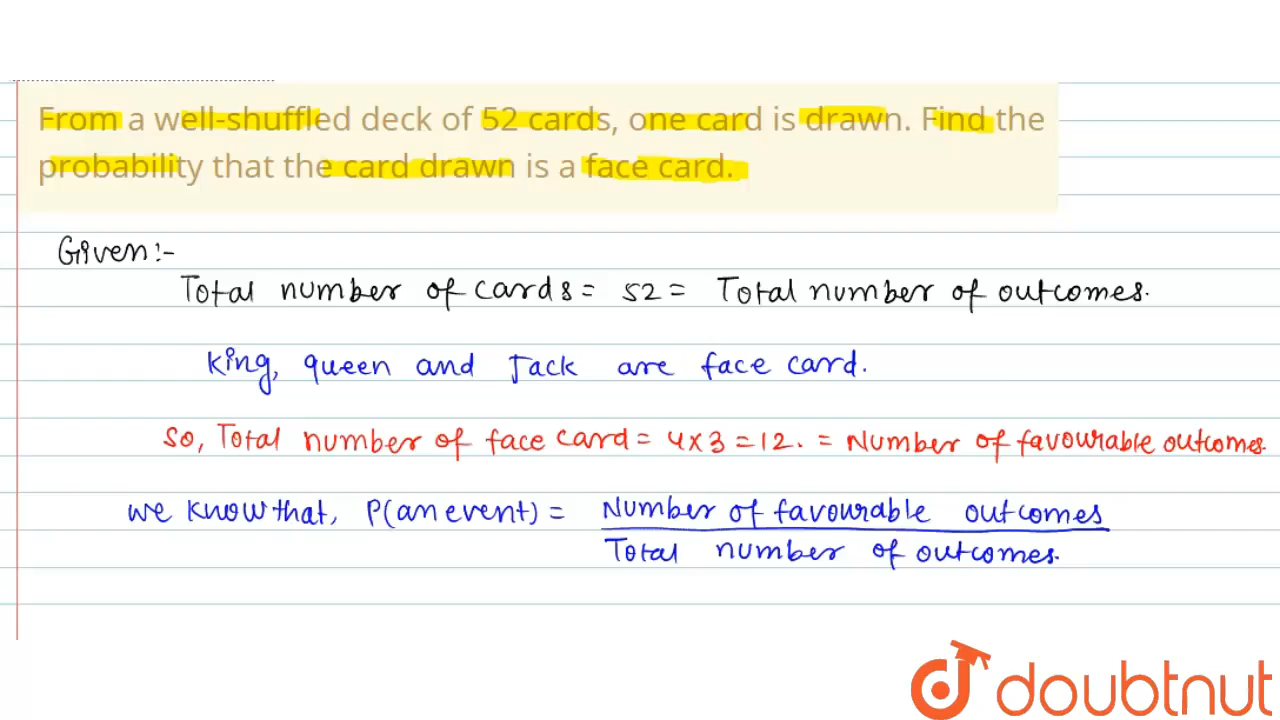 From a well-shuffled deck of 52 cards, one card is drawn. Find the
probability that the card drawn is a face card.
Given:-
Total number of cards = 52 = Total number of outcomes.
King, queen and Jack are face card.
So, Total number of face card = 4x3 = 12. = Number of favourable outcomes.
we know that, P(an event) = Number of favourable outcomes
Total number of outcomes.
doubtnut